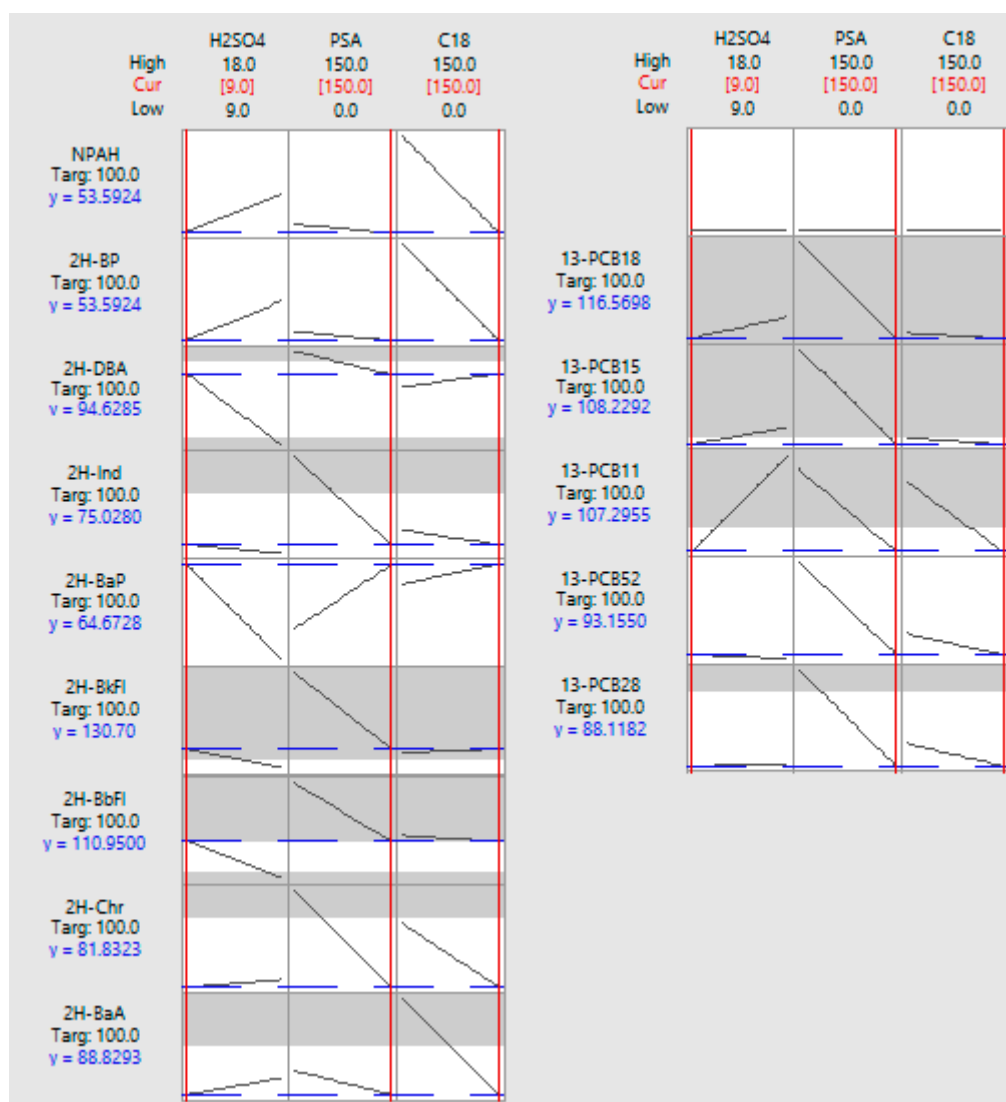 H2SO4 PSA C18
High 18.0 150.0 150.0
Cur [9.0] [150.0] [150.0]
Low 9.0 0.0 0.0
NPAH
Targ: 100.0
y = 53.5924
2H-BP
Targ: 100.0
y = 53.5924
2H-DBA
Targ: 100.0
y = 94.6285
2H-Ind
Targ: 100.0
y = 75.0280
2H-BaP
Targ: 100.0
y = 64.6728
2H-BkFl
Targ: 100.0
y = 130.70
2H-BbFl
Targ: 100.0
y = 110.9500
2H-Chr
Targ: 100.0
y = 81.8323
2H-BaA
Targ: 100.0
y = 88.8293
H2SO4 PSA C18
High 18.0 150.0 150.0
Cur [9.0] [150.0] [150.0]
Low 9.0 0.0 0.0
13-PCB18
Targ: 100.0
y = 116.5698
13-PCB15
Targ: 100.0
y = 108.2292
13-PCB11
Targ: 100.0
y = 107.2955
13-PCB52
Targ: 100.0
y = 93.1550
13-PCB28
Targ: 100.0
y = 88.1182